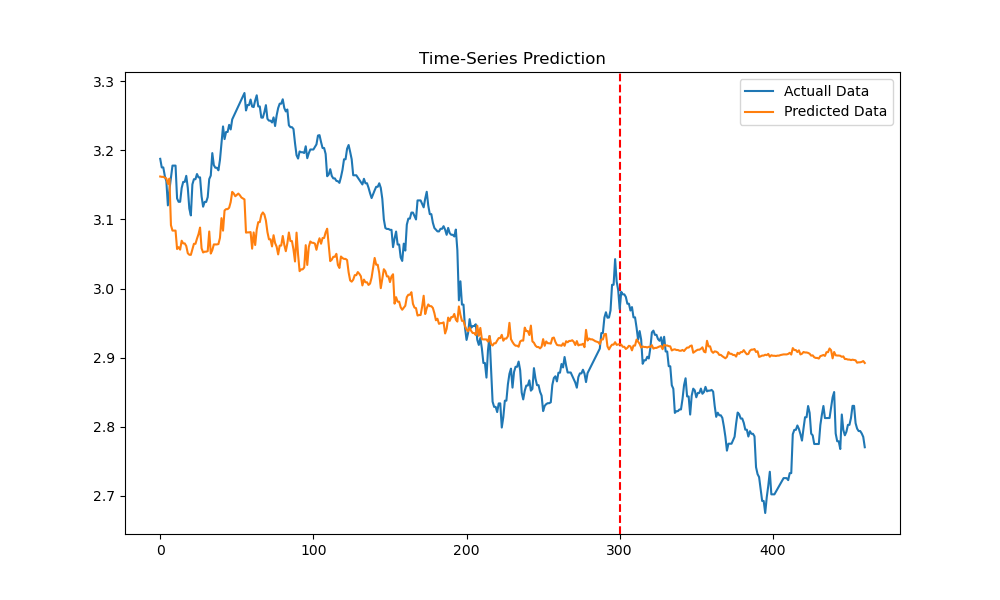 Time-Series Prediction
Actuall Data
Predicted Data
3.3
3.2
3.1
3.0
2.9
2.8
2.7
0 100 200 300 400